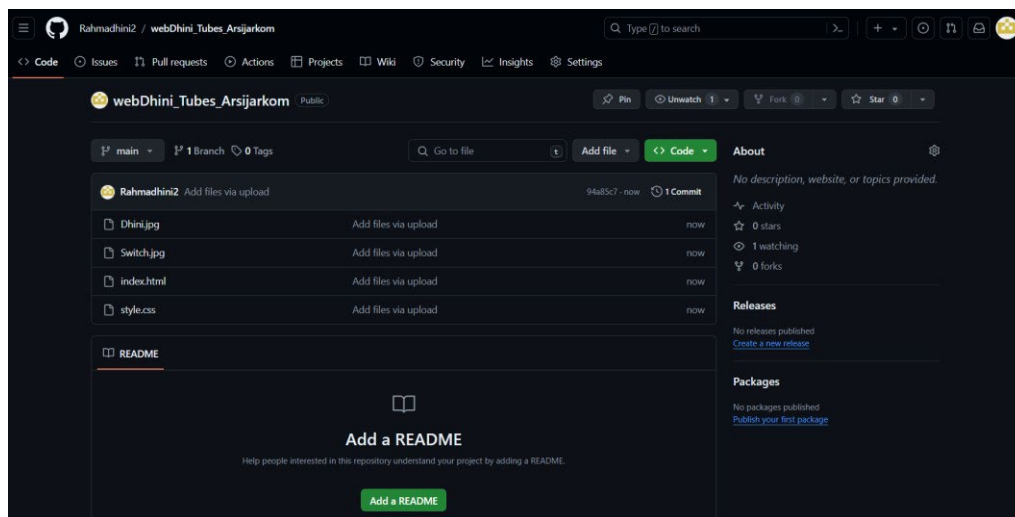 Rahmadhini2 / webDhini_Tubes_Arsijarkom
Type / to search
Code Issues Pull requests Actions Projects Wiki Security Insights Settings
webDhini_Tubes_Arsijarkom Public
Pin Unwatch 1 Fork 0 Star 0
main 1 Branch 0 Tags Go to file t Add file Code
Rahmadhini2 Add files via upload 94a85c7 · now 1 Commit
Dhini.jpg Add files via upload now
Switch.jpg Add files via upload now
index.html Add files via upload now
style.css Add files via upload now
README
Add a README
Help people interested in this repository understand your project by adding a README.
Add a README
About
No description, website, or topics provided.
Activity
0 stars
1 watching
0 forks
Releases
No releases published
Create a new release
Packages
No packages published
Publish your first package